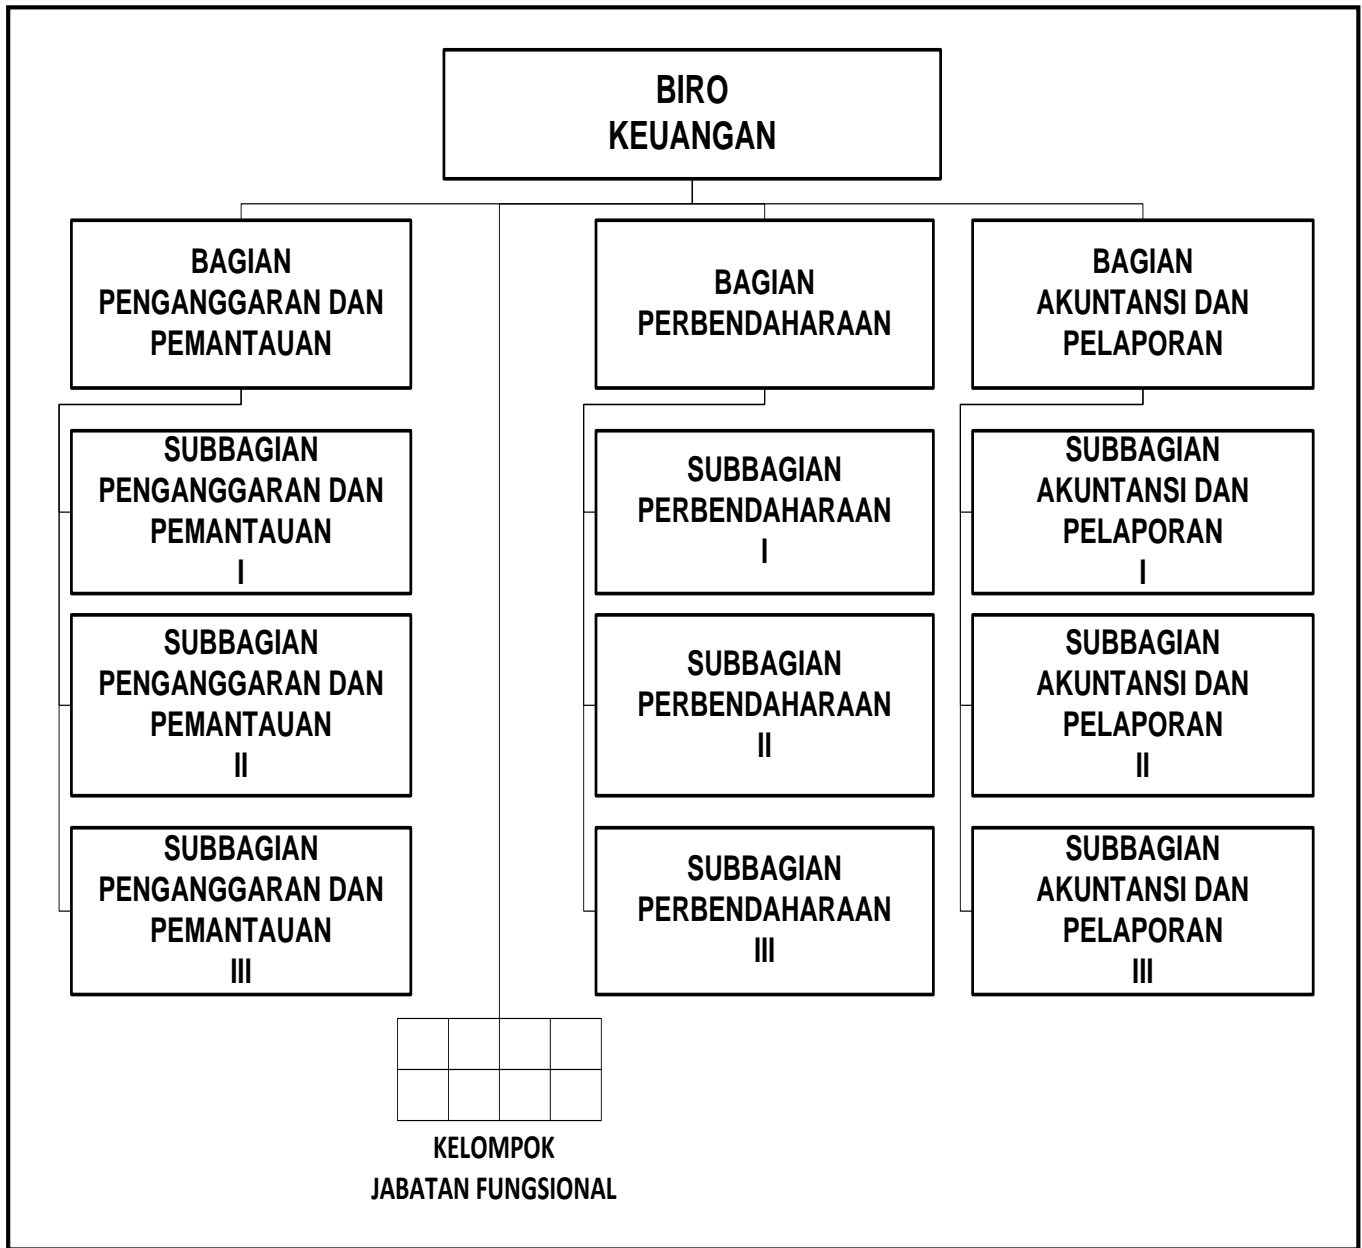 BIRO
KEUANGAN
BAGIAN
PENGANGGARAN DAN
PEMANTAUAN
BAGIAN
PERBENDAHARAAN
BAGIAN
AKUNTANSI DAN
PELAPORAN
SUBBAGIAN
PENGANGGARAN DAN
PEMANTAUAN
I
SUBBAGIAN
PERBENDAHARAAN
I
SUBBAGIAN
AKUNTANSI DAN
PELAPORAN
I
SUBBAGIAN
PENGANGGARAN DAN
PEMANTAUAN
II
SUBBAGIAN
PERBENDAHARAAN
II
SUBBAGIAN
AKUNTANSI DAN
PELAPORAN
II
SUBBAGIAN
PENGANGGARAN DAN
PEMANTAUAN
III
SUBBAGIAN
PERBENDAHARAAN
III
SUBBAGIAN
AKUNTANSI DAN
PELAPORAN
III
KELOMPOK
JABATAN FUNGSIONAL